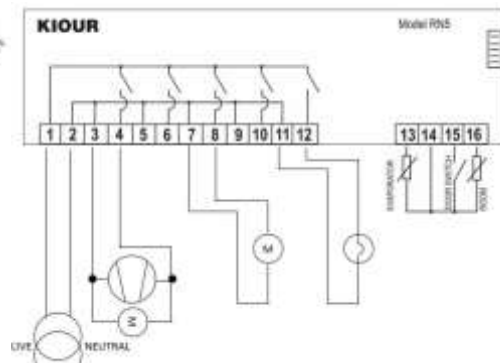 KIOUR
Model RN5
1 2 3 4 5 6 7 8 9 10 11 12
13 14 15 16
EVAPORATOR
DOOR SWITCH
ROOM
M
M
LIVE
NEUTRAL